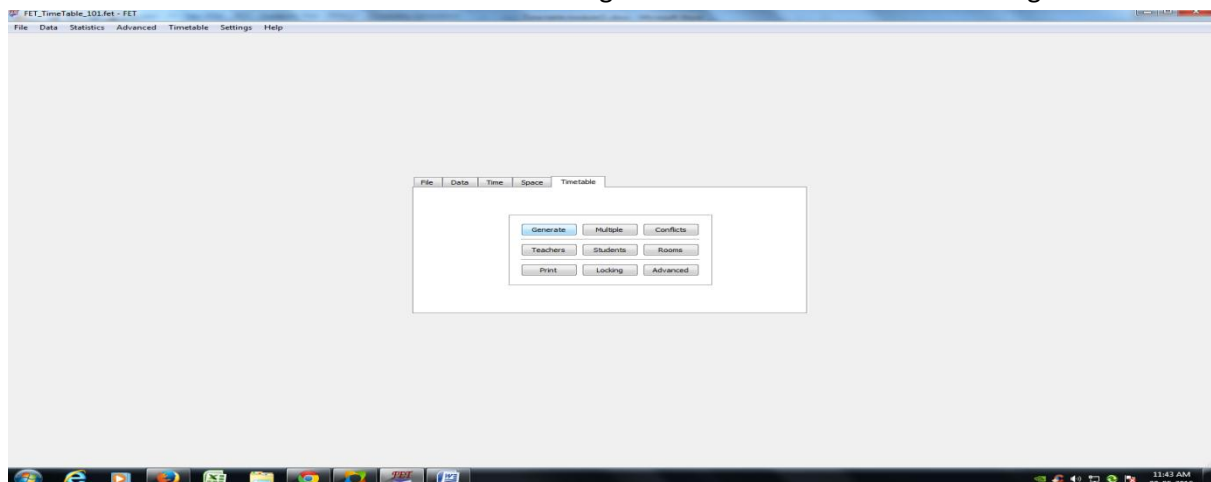 FET_TimeTable_101.fet - FET
File Data Statistics Advanced Timetable Settings Help
File Data Time Space Timetable
Generate Multiple Conflicts
Teachers Students Rooms
Print Locking Advanced
FET
11:43 AM